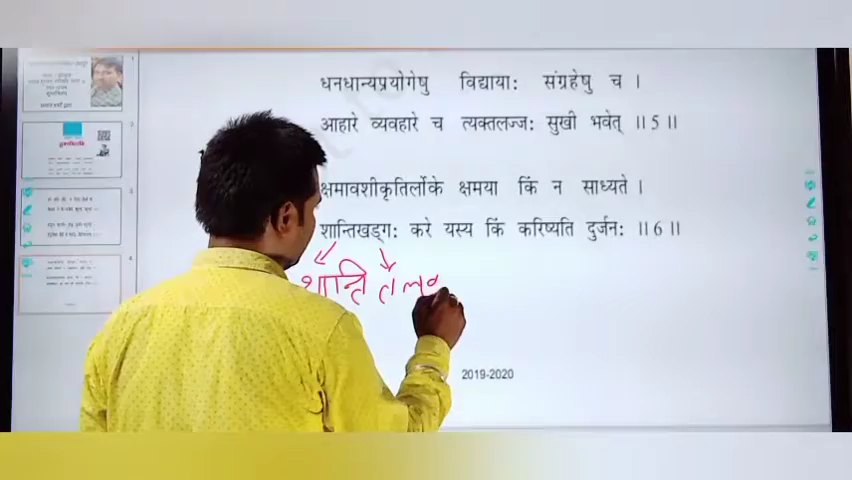 धनधान्यप्रयोगेषु विद्यायाः संग्रहेषु च ।
आहारे व्यवहारे च त्यक्तलज्जः सुखी भवेत् ॥5॥
क्षमावशीकृतिर्लोके क्षमया किं न साध्यते ।
शान्तिखड्गः करे यस्य किं करिष्यति दुर्जनः ॥6॥
शान्ति तलव
2019-2020